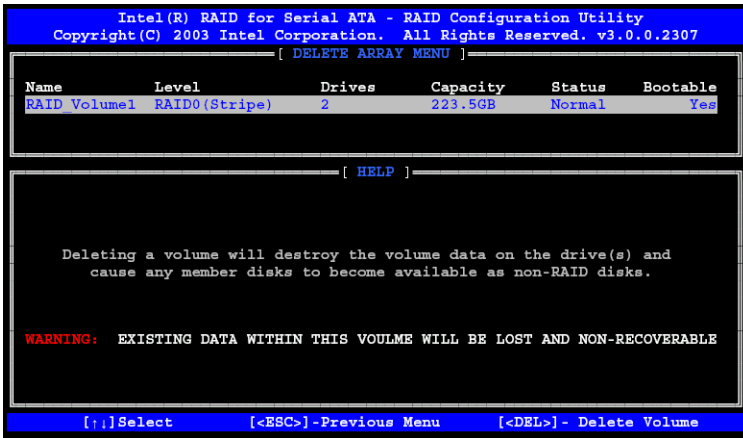 Intel(R) RAID for Serial ATA - RAID Configuration Utility
Copyright(C) 2003 Intel Corporation. All Rights Reserved. v3.0.0.2307
[ DELETE ARRAY MENU ]
Name Level Drives Capacity Status Bootable
RAID_Volume1 RAID0(Stripe) 2 223.5GB Normal Yes
[ HELP ]
Deleting a volume will destroy the volume data on the drive(s) and
cause any member disks to become available as non-RAID disks.
WARNING: EXISTING DATA WITHIN THIS VOULME WILL BE LOST AND NON-RECOVERABLE
[↑↓]Select [<ESC>]-Previous Menu [<DEL>]- Delete Volume